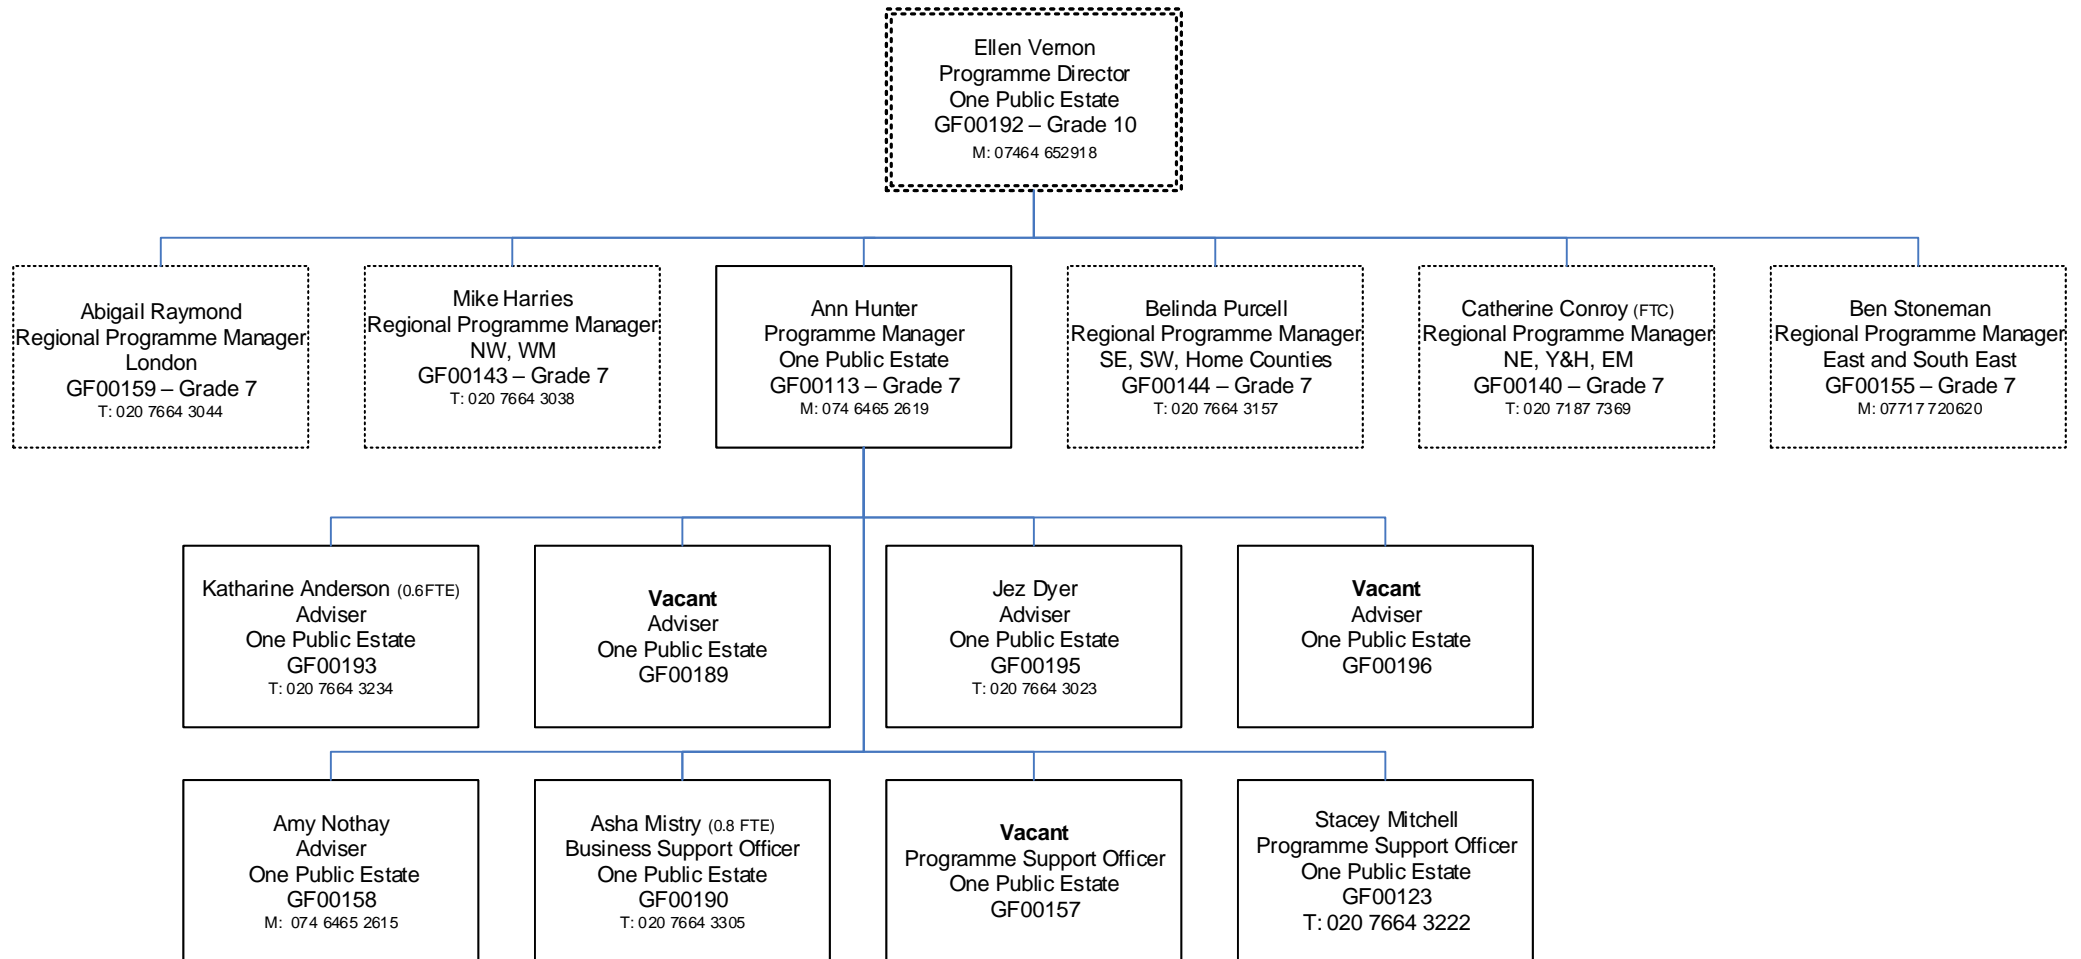 Ellen Vernon
Programme Director
One Public Estate
GF00192 – Grade 10
M: 07464 652918
Abigail Raymond
Regional Programme Manager
London
GF00159 – Grade 7
T: 020 7664 3044
Mike Harries
Regional Programme Manager
NW, WM
GF00143 – Grade 7
T: 020 7664 3038
Ann Hunter
Programme Manager
One Public Estate
GF00113 – Grade 7
M: 074 6465 2619
Belinda Purcell
Regional Programme Manager
SE, SW, Home Counties
GF00144 – Grade 7
T: 020 7664 3157
Catherine Conroy (FTC)
Regional Programme Manager
NE, Y&H, EM
GF00140 – Grade 7
T: 020 7187 7369
Ben Stoneman
Regional Programme Manager
East and South East
GF00155 – Grade 7
M: 07717 720620
Katharine Anderson (0.6FTE)
Adviser
One Public Estate
GF00193
T: 020 7664 3234
Vacant
Adviser
One Public Estate
GF00189
Jez Dyer
Adviser
One Public Estate
GF00195
T: 020 7664 3023
Vacant
Adviser
One Public Estate
GF00196
Amy Nothay
Adviser
One Public Estate
GF00158
M: 074 6465 2615
Asha Mistry (0.8 FTE)
Business Support Officer
One Public Estate
GF00190
T: 020 7664 3305
Vacant
Programme Support Officer
One Public Estate
GF00157
Stacey Mitchell
Programme Support Officer
One Public Estate
GF00123
T: 020 7664 3222